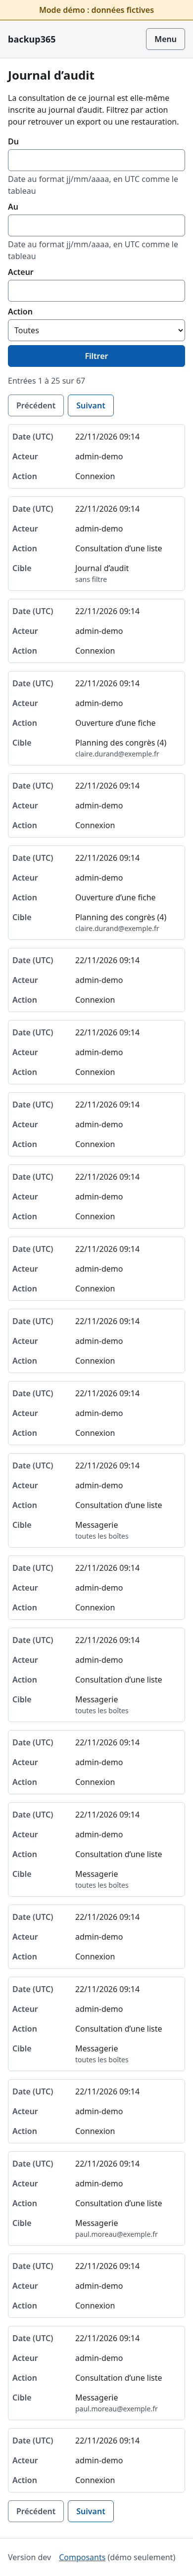 Mode démo : données fictives
backup365
Menu
Journal d’audit
La consultation de ce journal est elle-même
inscrite au journal d’audit. Filtrez par action
pour retrouver un export ou une restauration.
Du
Date au format jj/mm/aaaa, en UTC comme le
tableau
Au
Date au format jj/mm/aaaa, en UTC comme le
tableau
Acteur
Action
Toutes
Filtrer
Entrées 1 à 25 sur 67
Précédent Suivant
Date (UTC) 22/11/2026 09:14
Acteur admin-demo
Action Connexion
Date (UTC) 22/11/2026 09:14
Acteur admin-demo
Action Consultation d’une liste
Cible Journal d’audit
sans filtre
Date (UTC) 22/11/2026 09:14
Acteur admin-demo
Action Connexion
Date (UTC) 22/11/2026 09:14
Acteur admin-demo
Action Ouverture d’une fiche
Cible Planning des congrès (4)
claire.durand@exemple.fr
Date (UTC) 22/11/2026 09:14
Acteur admin-demo
Action Connexion
Date (UTC) 22/11/2026 09:14
Acteur admin-demo
Action Ouverture d’une fiche
Cible Planning des congrès (4)
claire.durand@exemple.fr
Date (UTC) 22/11/2026 09:14
Acteur admin-demo
Action Connexion
Date (UTC) 22/11/2026 09:14
Acteur admin-demo
Action Connexion
Date (UTC) 22/11/2026 09:14
Acteur admin-demo
Action Connexion
Date (UTC) 22/11/2026 09:14
Acteur admin-demo
Action Connexion
Date (UTC) 22/11/2026 09:14
Acteur admin-demo
Action Connexion
Date (UTC) 22/11/2026 09:14
Acteur admin-demo
Action Connexion
Date (UTC) 22/11/2026 09:14
Acteur admin-demo
Action Connexion
Date (UTC) 22/11/2026 09:14
Acteur admin-demo
Action Consultation d’une liste
Cible Messagerie
toutes les boîtes
Date (UTC) 22/11/2026 09:14
Acteur admin-demo
Action Connexion
Date (UTC) 22/11/2026 09:14
Acteur admin-demo
Action Consultation d’une liste
Cible Messagerie
toutes les boîtes
Date (UTC) 22/11/2026 09:14
Acteur admin-demo
Action Connexion
Date (UTC) 22/11/2026 09:14
Acteur admin-demo
Action Consultation d’une liste
Cible Messagerie
toutes les boîtes
Date (UTC) 22/11/2026 09:14
Acteur admin-demo
Action Connexion
Date (UTC) 22/11/2026 09:14
Acteur admin-demo
Action Consultation d’une liste
Cible Messagerie
toutes les boîtes
Date (UTC) 22/11/2026 09:14
Acteur admin-demo
Action Connexion
Date (UTC) 22/11/2026 09:14
Acteur admin-demo
Action Consultation d’une liste
Cible Messagerie
paul.moreau@exemple.fr
Date (UTC) 22/11/2026 09:14
Acteur admin-demo
Action Connexion
Date (UTC) 22/11/2026 09:14
Acteur admin-demo
Action Consultation d’une liste
Cible Messagerie
paul.moreau@exemple.fr
Date (UTC) 22/11/2026 09:14
Acteur admin-demo
Action Connexion
Précédent Suivant
Version dev Composants (démo seulement)